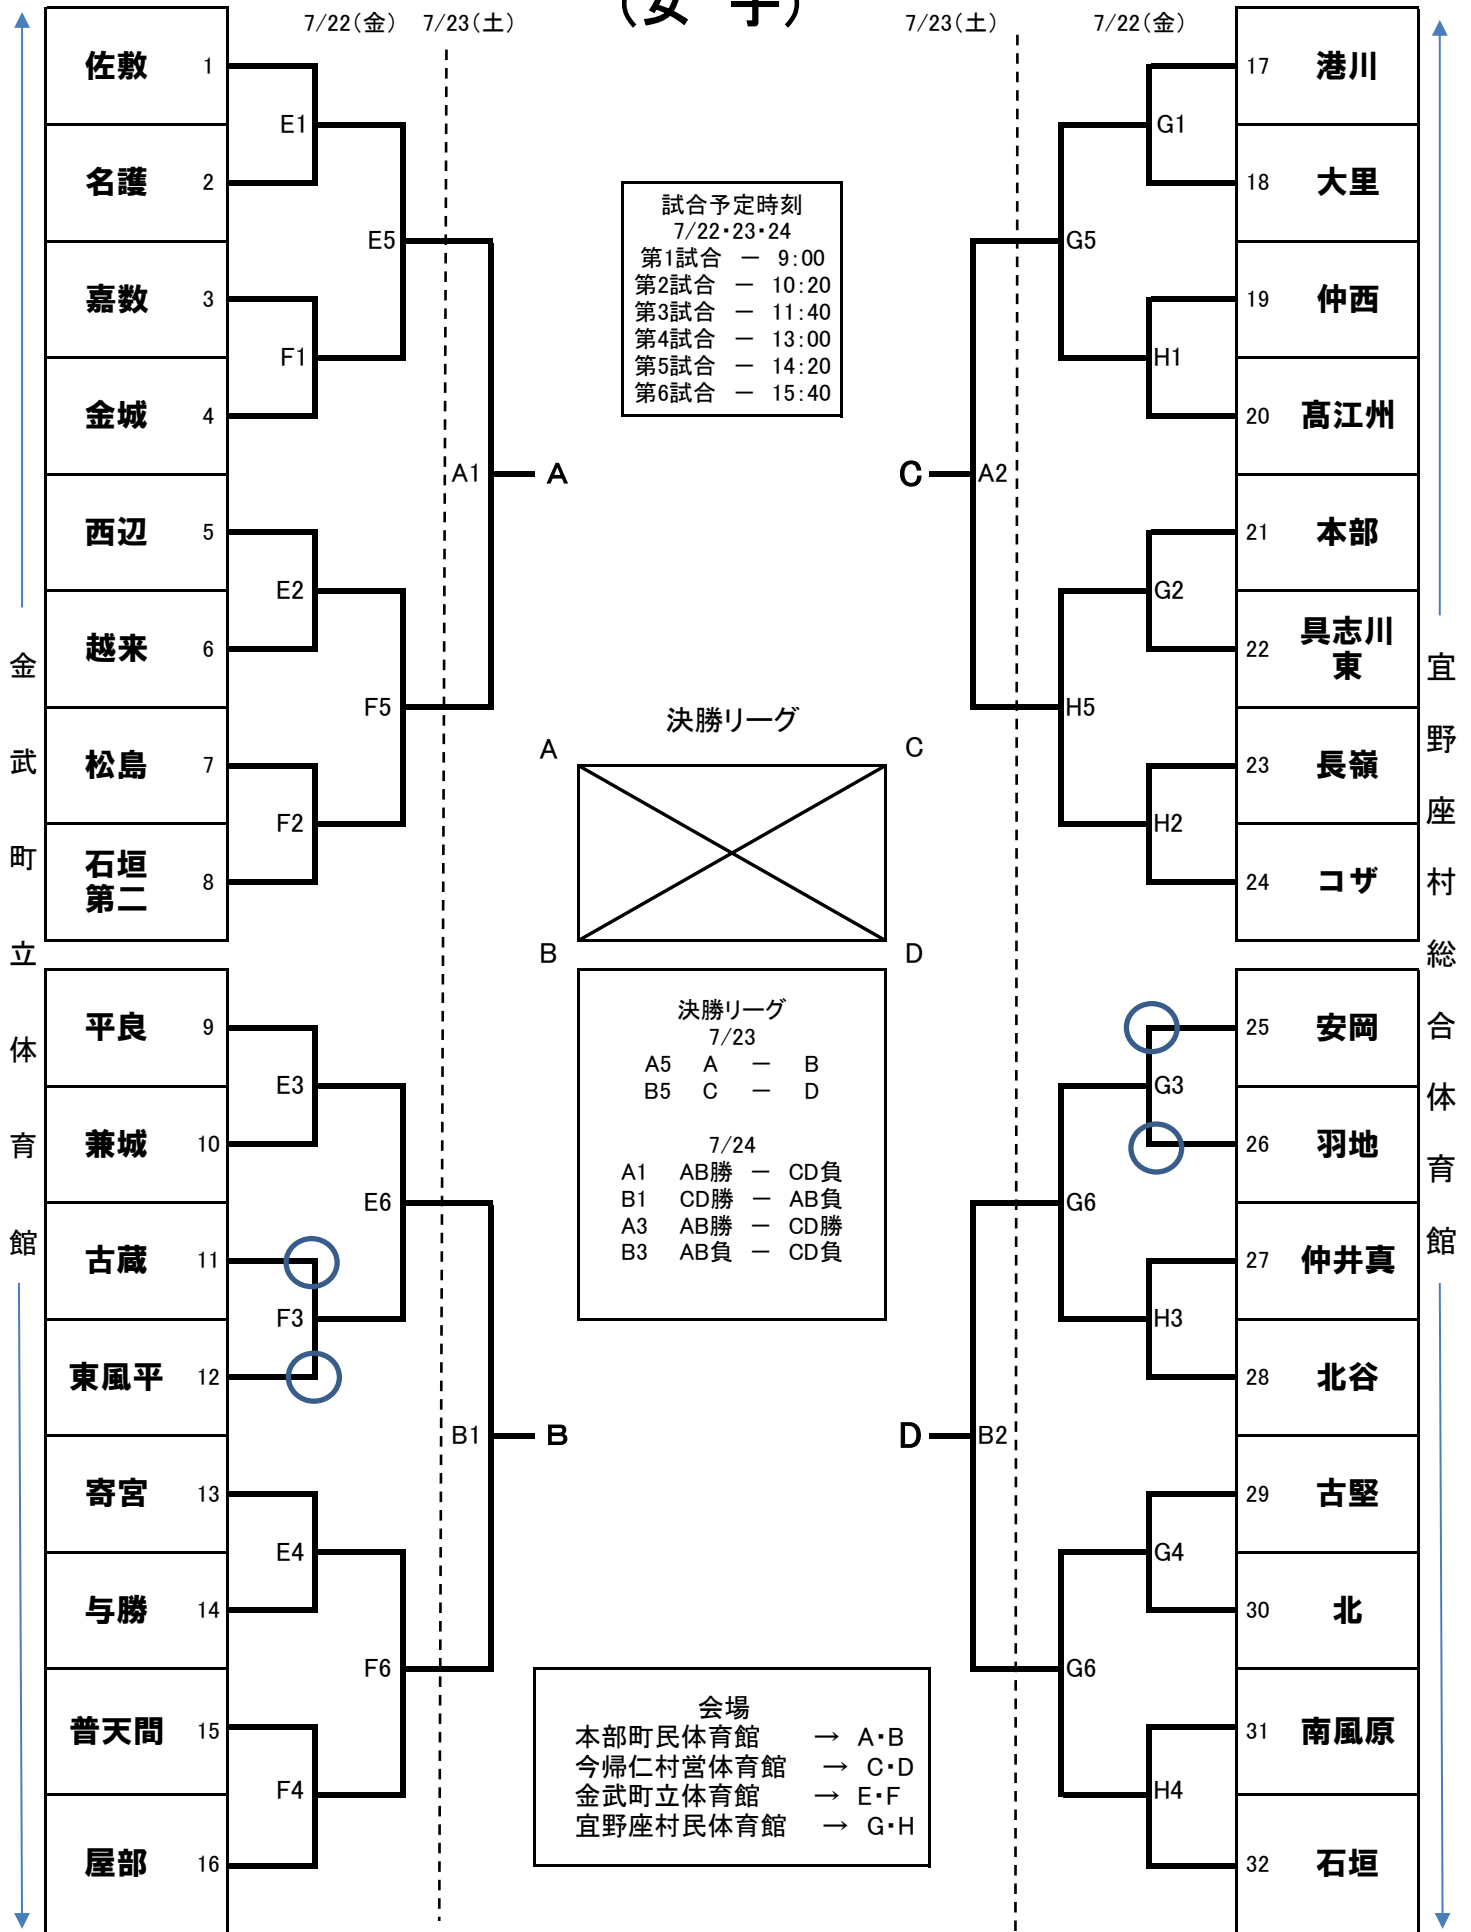 (女 子)
7/22(金) 7/23(土)
7/23(土) 7/22(金)
佐敷 1
名護 2
嘉数 3
金城 4
西辺 5
越来 6
松島 7
石垣
第二 8
平良 9
兼城 10
古蔵 11
東風平 12
寄宮 13
与勝 14
普天間 15
屋部 16
E1
F1
E2
F2
E3
F3
E4
F4
E5
F5
E6
F6
A1
B1
A
B
金武町立体育館
試合予定時刻
7/22・23・24
第1試合 － 9:00
第2試合 － 10:20
第3試合 － 11:40
第4試合 － 13:00
第5試合 － 14:20
第6試合 － 15:40
決勝リーグ
A C
B D
決勝リーグ
7/23
A5 A － B
B5 C － D
7/24
A1 AB勝 － CD負
B1 CD勝 － AB負
A3 AB勝 － CD勝
B3 AB負 － CD負
会場
本部町民体育館 → A・B
今帰仁村営体育館 → C・D
金武町立体育館 → E・F
宜野座村民体育館 → G・H
C
D
A2
B2
G5
H5
G6
G6
G1
H1
G2
H2
G3
H3
G4
H4
17 港川
18 大里
19 仲西
20 髙江州
21 本部
22 具志川
東
23 長嶺
24 コザ
25 安岡
26 羽地
27 仲井真
28 北谷
29 古堅
30 北
31 南風原
32 石垣
宜野座村総合体育館